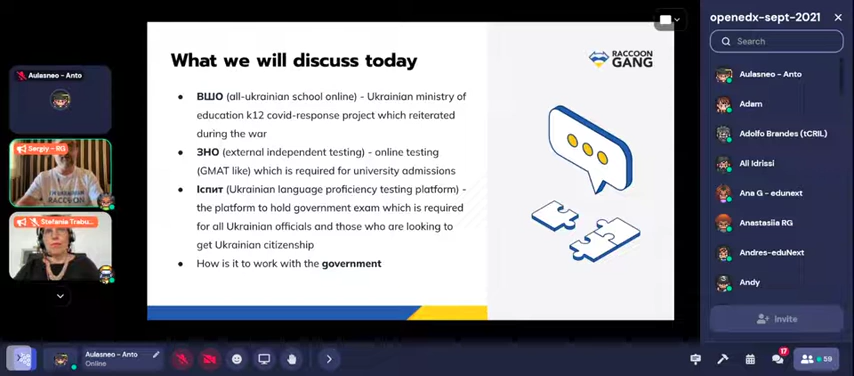 openedx-sept-2021
Search
Aulasneo - Anto
Adam
Adolfo Brandes (tCRIL)
Ali Idrissi
Ana G - edunext
Anastasiia RG
Andres-eduNext
Andy
Invite
Aulasneo - Anto
Sergiy - RG
I'M UKRAINIAN
RACCOON
Stefania Trabu...
What we will discuss today
RACCOON
GANG
ВШО (all-ukrainian school online) - Ukrainian ministry of
education k12 covid-response project which reiterated
during the war
ЗНО (external independent testing) - online testing
(GMAT like) which is required for university admissions
Іспит (Ukrainian language proficiency testing platform) -
the platform to hold government exam which is required
for all Ukrainian officials and those who are looking to
get Ukrainian citizenship
How is it to work with the government
Aulasneo - Anto
Online
17
59